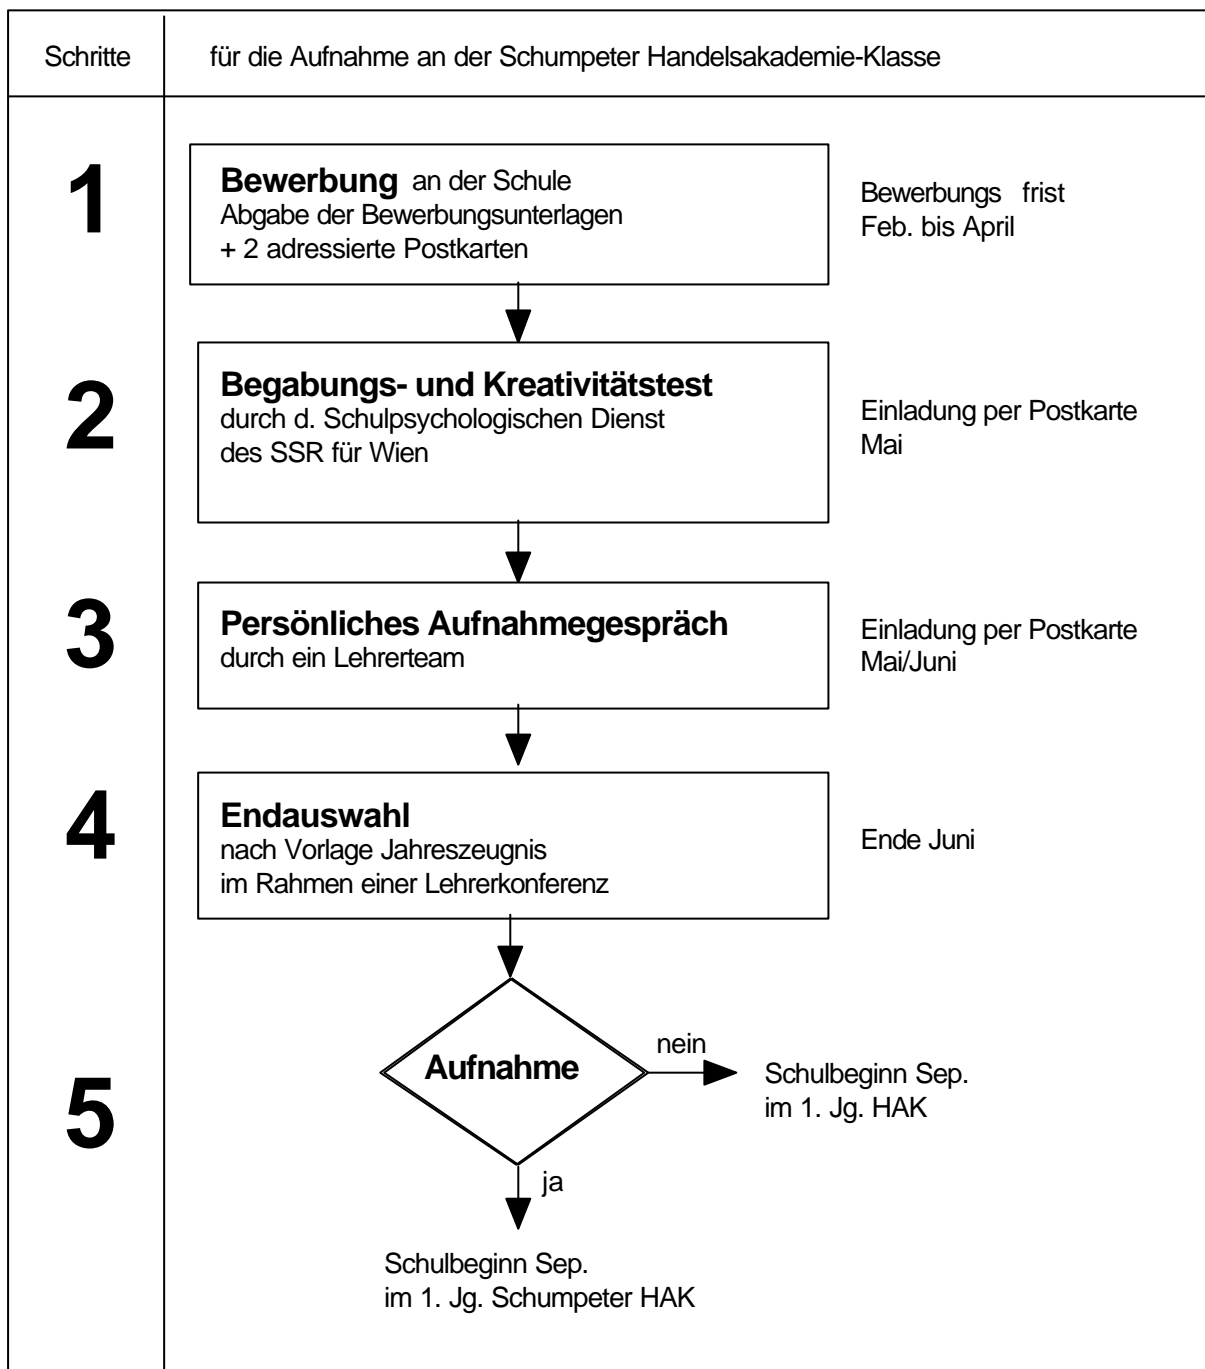 Schritte
für die Aufnahme an der Schumpeter Handelsakademie-Klasse
1
Bewerbung an der Schule
Abgabe der Bewerbungsunterlagen
+ 2 adressierte Postkarten
Bewerbungs frist
Feb. bis April
2
Begabungs- und Kreativitätstest
durch d. Schulpsychologischen Dienst
des SSR für Wien
Einladung per Postkarte
Mai
3
Persönliches Aufnahmegespräch
durch ein Lehrerteam
Einladung per Postkarte
Mai/Juni
4
Endauswahl
nach Vorlage Jahreszeugnis
im Rahmen einer Lehrerkonferenz
Ende Juni
5
Aufnahme
nein
Schulbeginn Sep.
im 1. Jg. HAK
ja
Schulbeginn Sep.
im 1. Jg. Schumpeter HAK